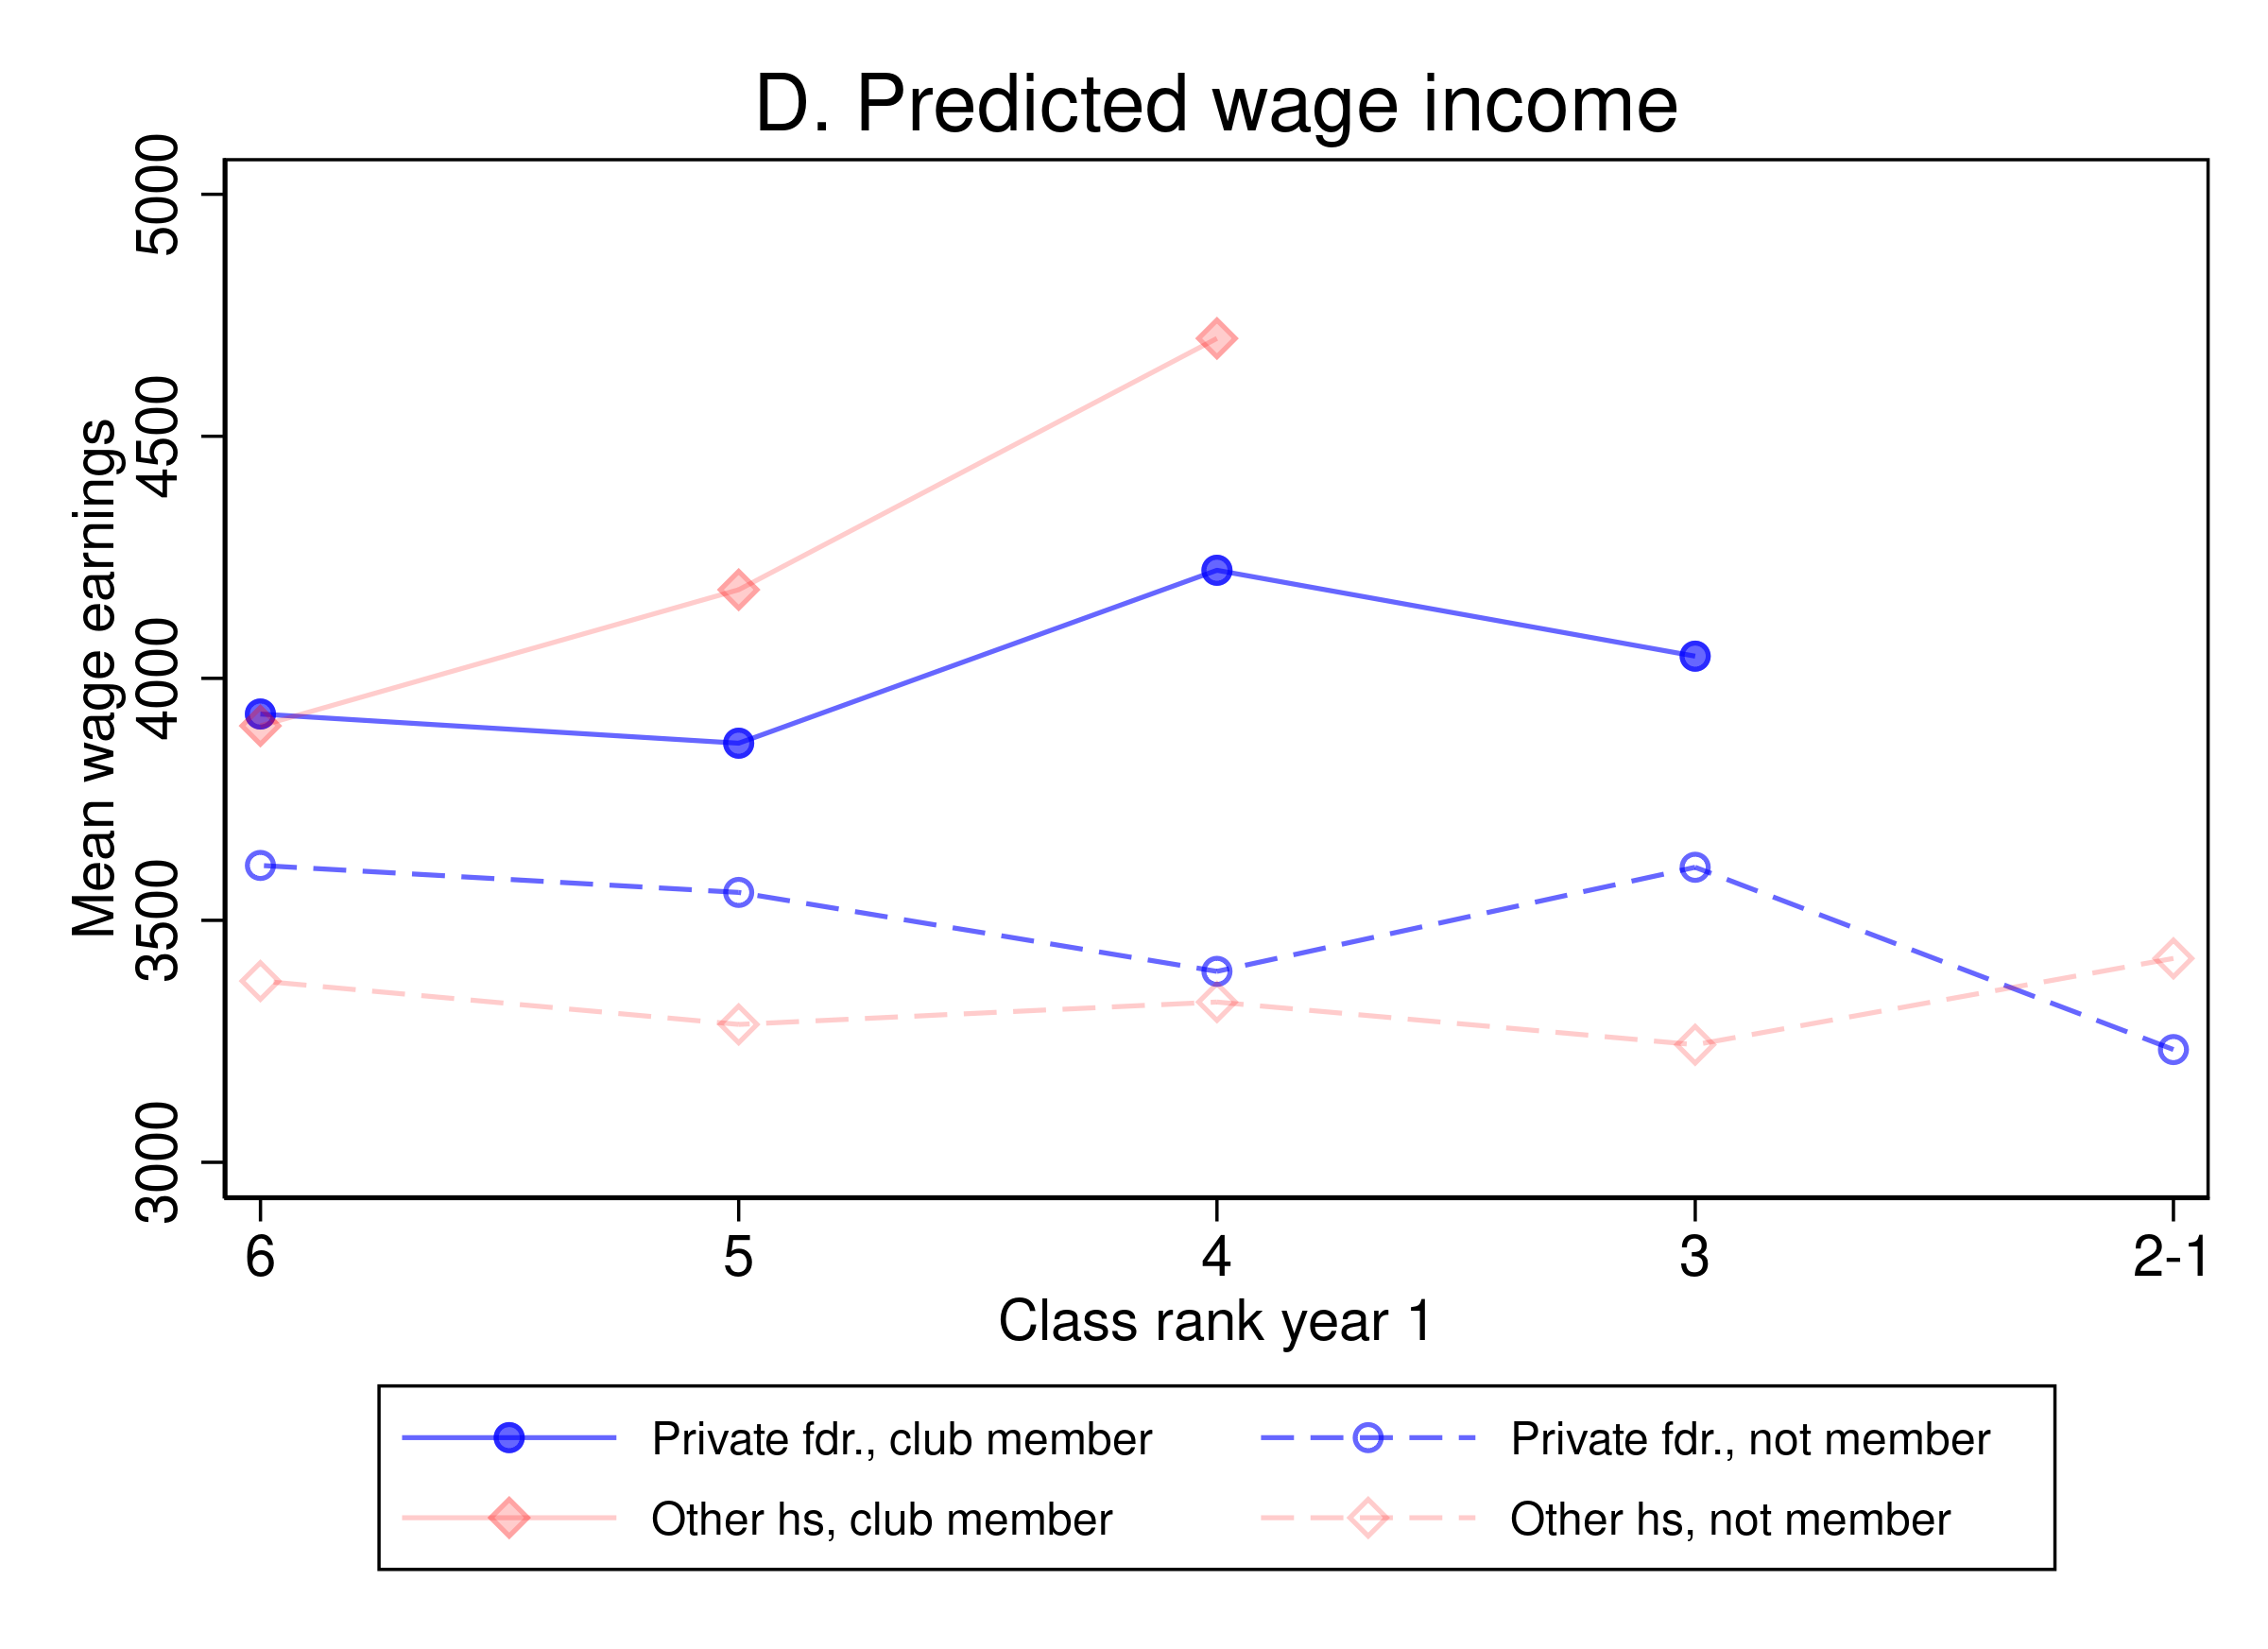 D. Predicted wage income
Mean wage earnings
5000
4500
4000
3500
3000
6 5 4 3 2-1
Class rank year 1
Private fdr., club member Private fdr., not member
Other hs, club member Other hs, not member